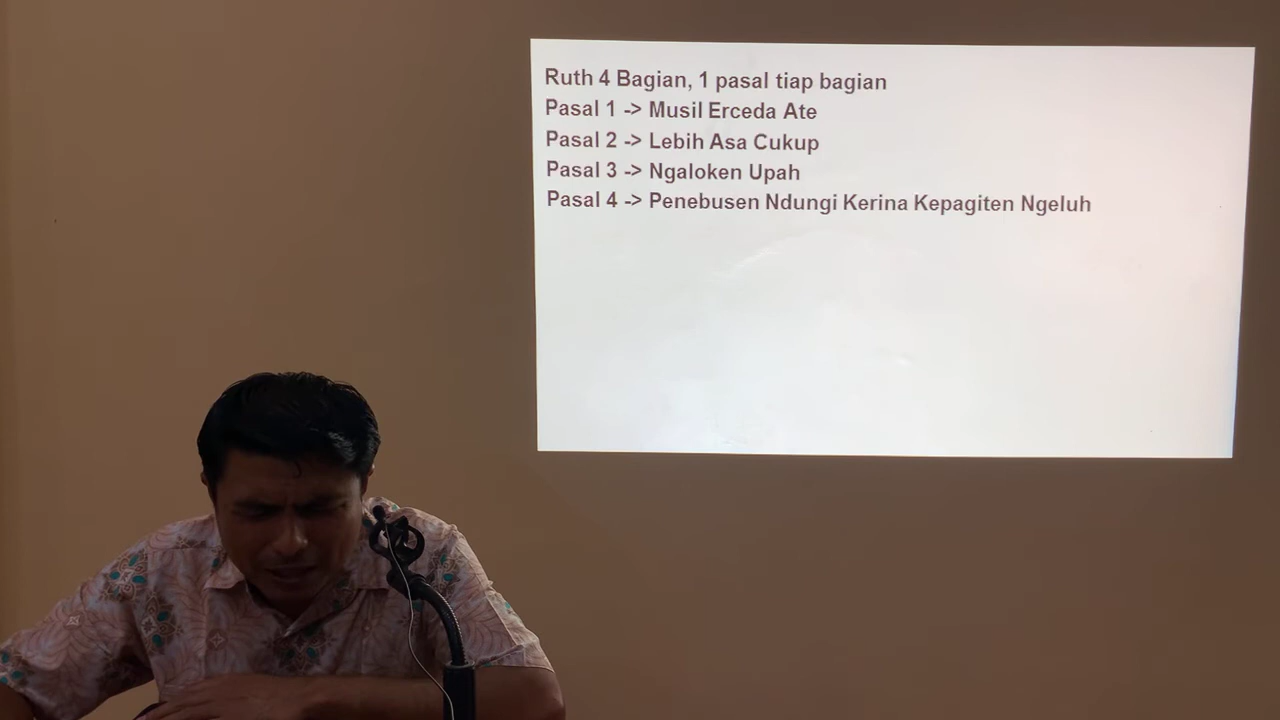 Ruth 4 Bagian, 1 pasal tiap bagian
Pasal 1 -> Musil Erceda Ate
Pasal 2 -> Lebih Asa Cukup
Pasal 3 -> Ngaloken Upah
Pasal 4 -> Penebusen Ndungi Kerina Kepagiten Ngeluh